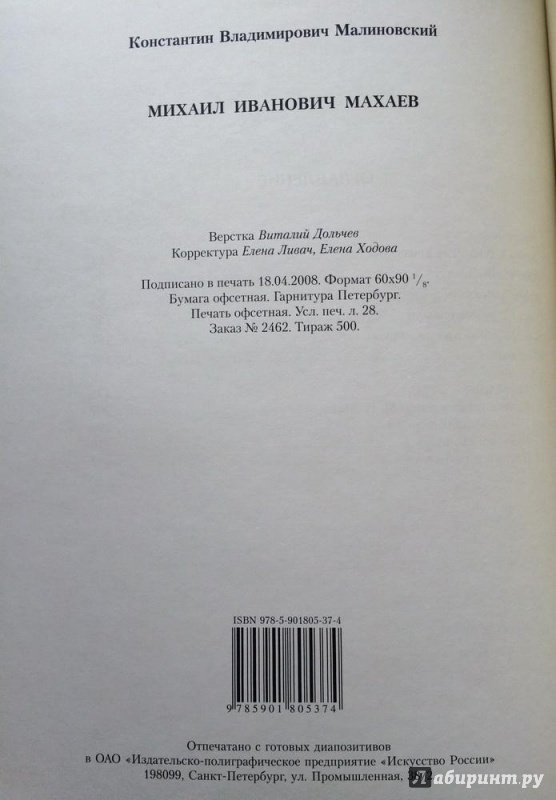 Константин Владимирович Малиновский
МИХАИЛ ИВАНОВИЧ МАХАЕВ
Верстка Виталий Дольчев
Корректура Елена Ливач, Елена Ходова
Подписано в печать 18.04.2008. Формат 60х90 1/8.
Бумага офсетная. Гарнитура Петербург.
Печать офсетная. Усл. печ. л. 28.
Заказ № 2462. Тираж 500.
ISBN 978-5-901805-37-4
9 785901 805374
Отпечатано с готовых диапозитивов
в ОАО «Издательско-полиграфическое предприятие «Искусство России»
198099, Санкт-Петербург, ул. Промышленная,
Лабиринт.ру